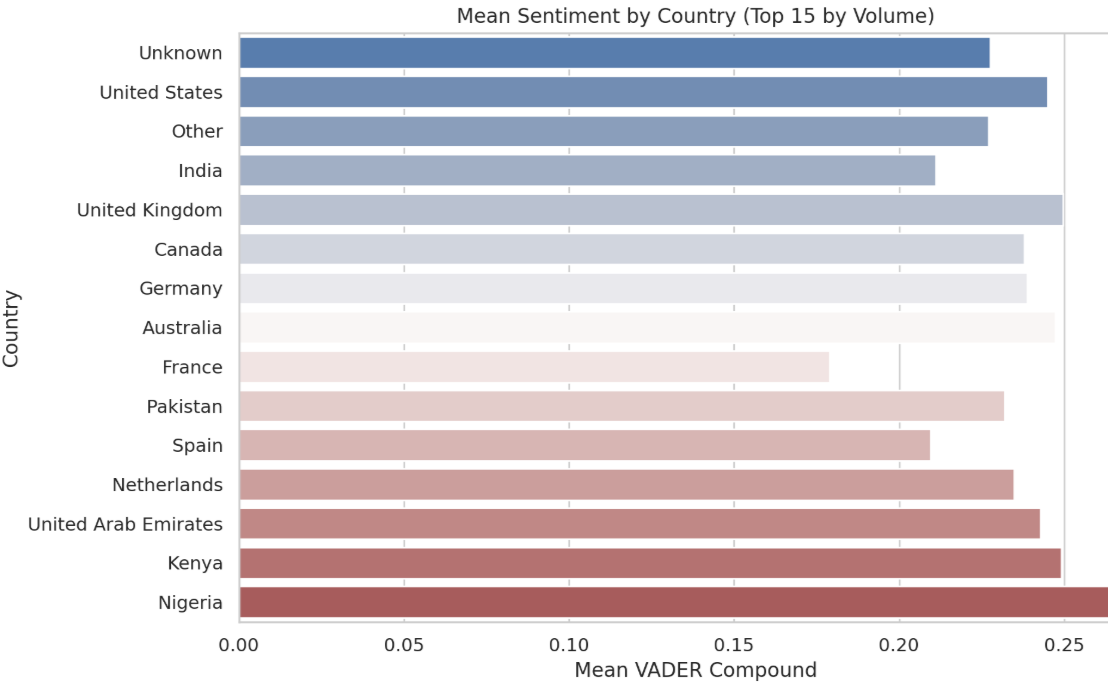 Mean Sentiment by Country (Top 15 by Volume)
Country
Unknown
United States
Other
India
United Kingdom
Canada
Germany
Australia
France
Pakistan
Spain
Netherlands
United Arab Emirates
Kenya
Nigeria
0.00 0.05 0.10 0.15 0.20 0.25
Mean VADER Compound